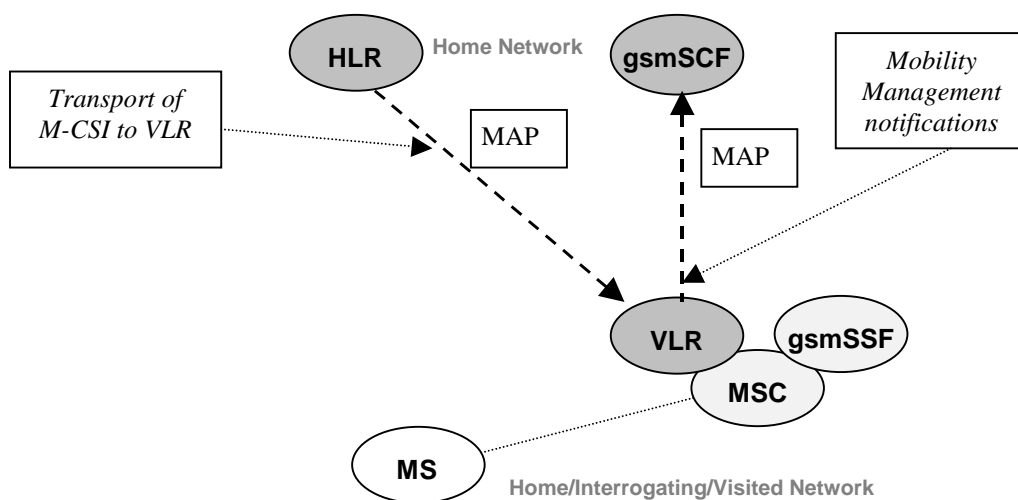 HLR
Home Network
gsmSCF
Mobility
Management
notifications
Transport of
M-CSI to VLR
MAP
MAP
VLR
gsmSSF
MSC
MS
Home/Interrogating/Visited Network